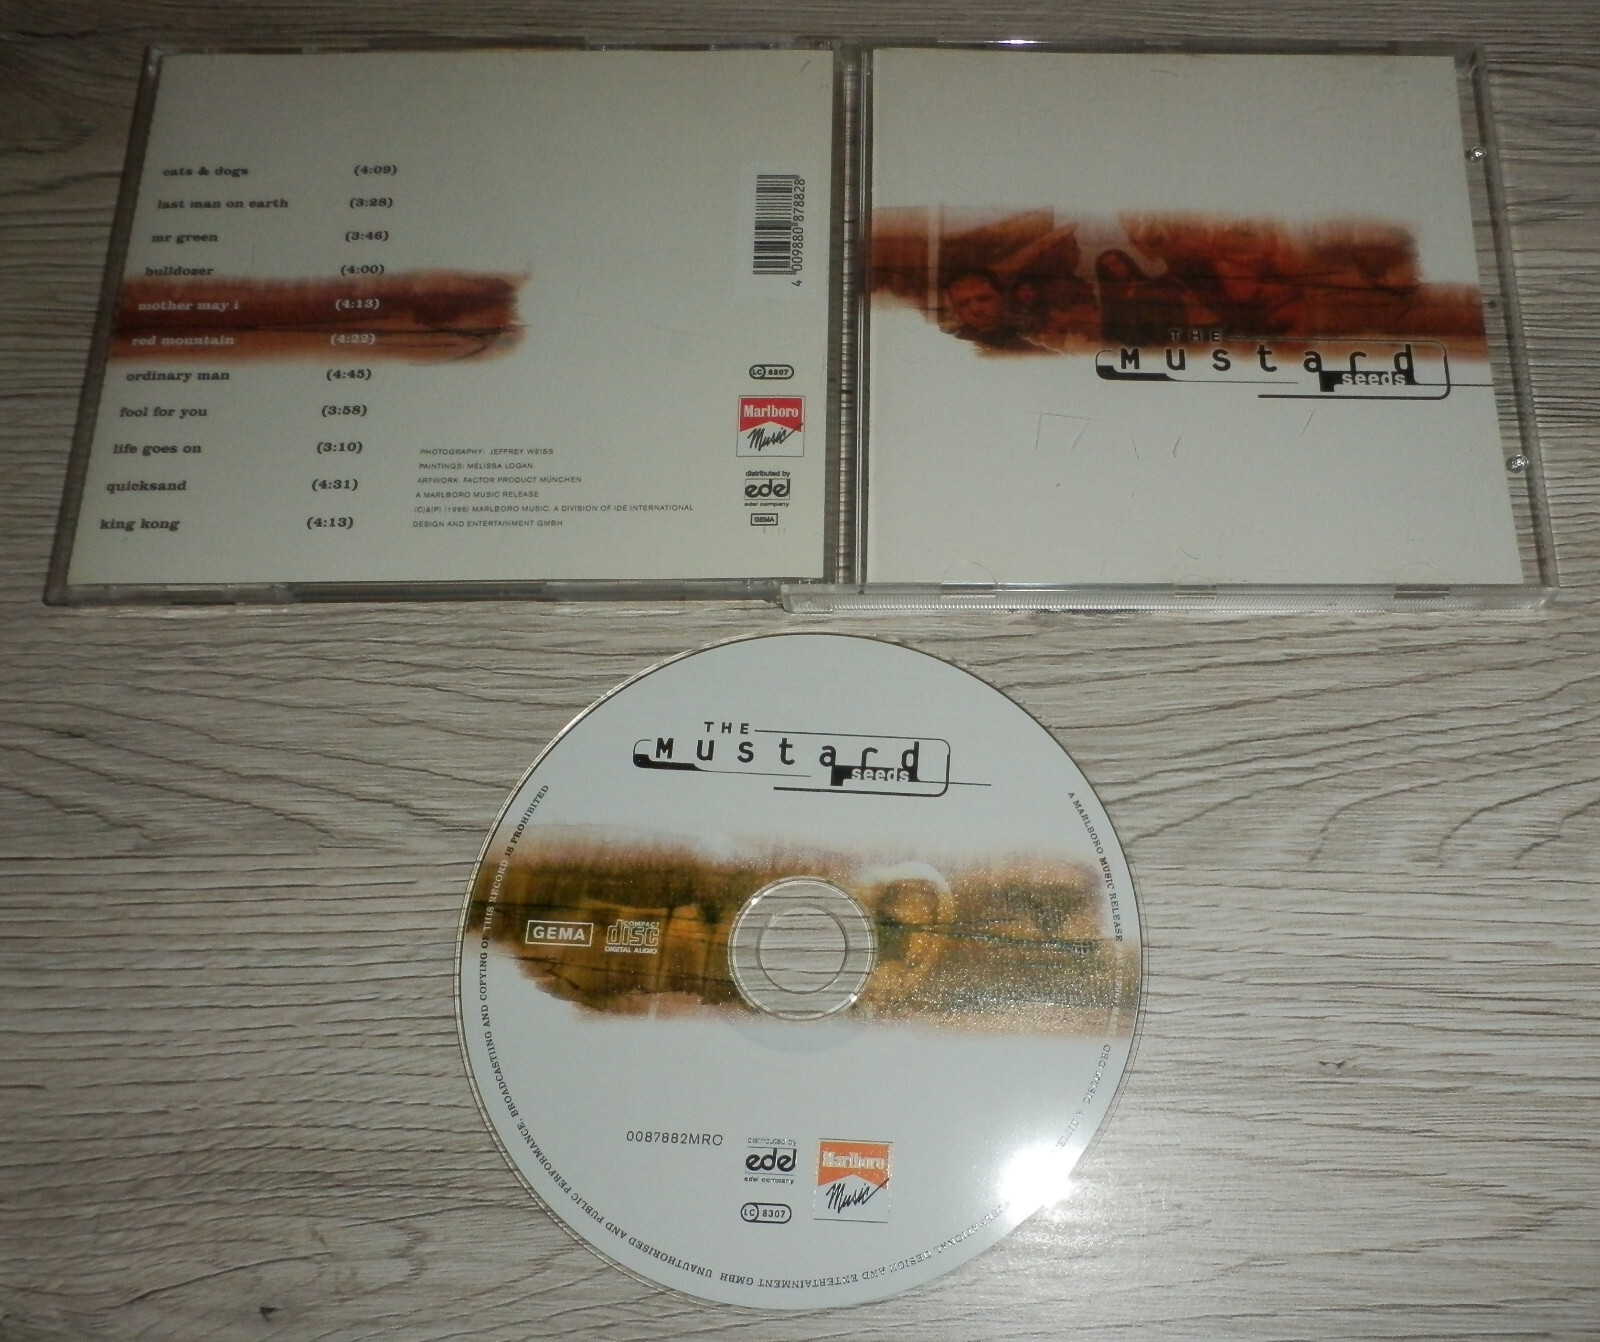 cats & dogs (4:09)
last man on earth (3:28)
mr green (3:46)
bulldozer (4:00)
mother may i (4:13)
red mountain (4:22)
ordinary man (4:45)
fool for you (3:58)
life goes on (3:10)
quicksand (4:31)
king kong (4:13)
PHOTOGRAPHY: JEFFREY WEISS
PAINTINGS: MELISSA LOGAN
ARTWORK: FACTOR PRODUCT MÜNCHEN
A MARLBORO MUSIC RELEASE
(C)&(P) MARLBORO MUSIC, A DIVISION OF IDE INTERNATIONAL
DESIGN AND ENTERTAINMENT GMBH
4 009880 878828
LC 8307
Marlboro
Music
distributed by
edel
edel company
GEMA
THE
Mustard
seeds
THE
Mustard
seeds
GEMA
COMPACT
disc
DIGITAL AUDIO
0087882MRO
distributed by
edel
edel company
LC 8307
Marlboro
Music
A MARLBORO MUSIC RELEASE
DESIGN AND ENTERTAINMENT GMBH UNAUTHORISED AND PUBLIC PERFORMANCE, BROADCASTING AND COPYING OF THIS RECORD IS PROHIBITED